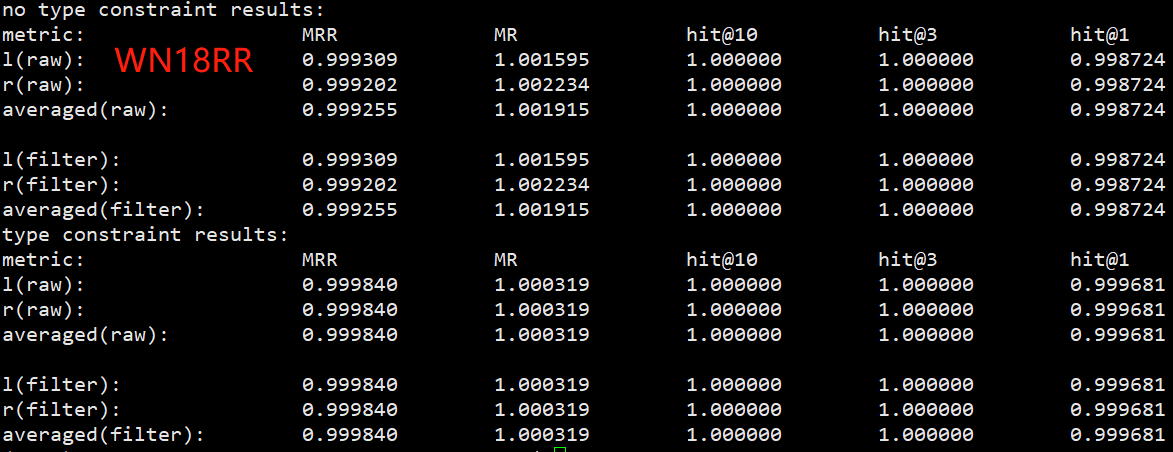 no type constraint results:
metric: MRR MR hit@10 hit@3 hit@1
l(raw): 0.999309 1.001595 1.000000 1.000000 0.998724
WN18RR
r(raw): 0.999202 1.002234 1.000000 1.000000 0.998724
averaged(raw): 0.999255 1.001915 1.000000 1.000000 0.998724
l(filter): 0.999309 1.001595 1.000000 1.000000 0.998724
r(filter): 0.999202 1.002234 1.000000 1.000000 0.998724
averaged(filter): 0.999255 1.001915 1.000000 1.000000 0.998724
type constraint results:
metric: MRR MR hit@10 hit@3 hit@1
l(raw): 0.999840 1.000319 1.000000 1.000000 0.999681
r(raw): 0.999840 1.000319 1.000000 1.000000 0.999681
averaged(raw): 0.999840 1.000319 1.000000 1.000000 0.999681
l(filter): 0.999840 1.000319 1.000000 1.000000 0.999681
r(filter): 0.999840 1.000319 1.000000 1.000000 0.999681
averaged(filter): 0.999840 1.000319 1.000000 1.000000 0.999681